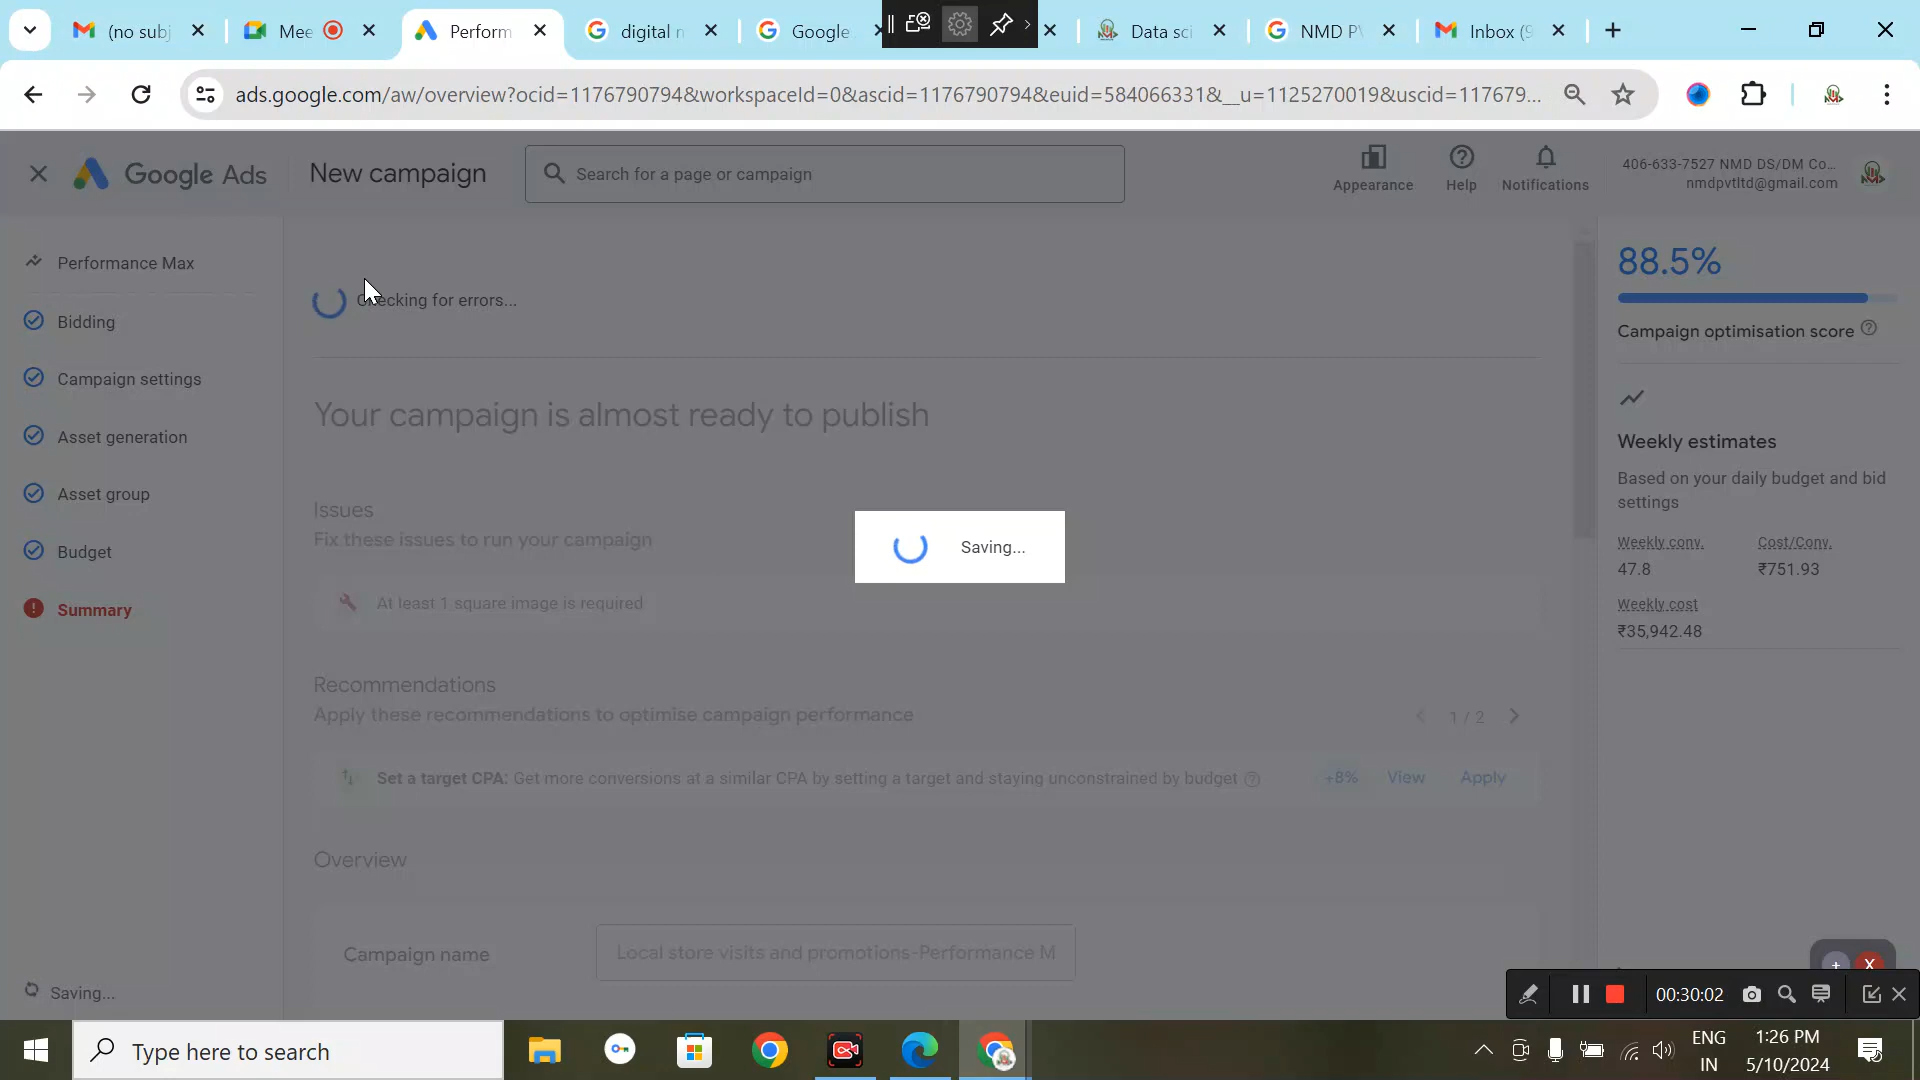 (no subj
Mee
Perform
digital n
Google
Data sci
NMD P
Inbox (9
ads.google.com/aw/overview?ocid=1176790794&workspaceId=0&ascid=1176790794&euid=584066331&__u=1125270019&uscid=117679...
Google Ads
New campaign
Search for a page or campaign
Appearance
Help
Notifications
406-633-7527 NMD DS/DM Co...
nmdpvtltd@gmail.com
Performance Max
Bidding
Campaign settings
Asset generation
Asset group
Budget
Summary
Saving...
Checking for errors...
Your campaign is almost ready to publish
Issues
Fix these issues to run your campaign
At least 1 square image is required
Recommendations
Apply these recommendations to optimise campaign performance
1 / 2
Set a target CPA: Get more conversions at a similar CPA by setting a target and staying unconstrained by budget
+8%
View
Apply
Overview
Campaign name
Local store visits and promotions-Performance M
Saving...
88.5%
Campaign optimisation score
Weekly estimates
Based on your daily budget and bid
settings
Weekly conv.
Cost/Conv.
47.8
₹751.93
Weekly cost
₹35,942.48
00:30:02
Type here to search
ENG
IN
1:26 PM
5/10/2024